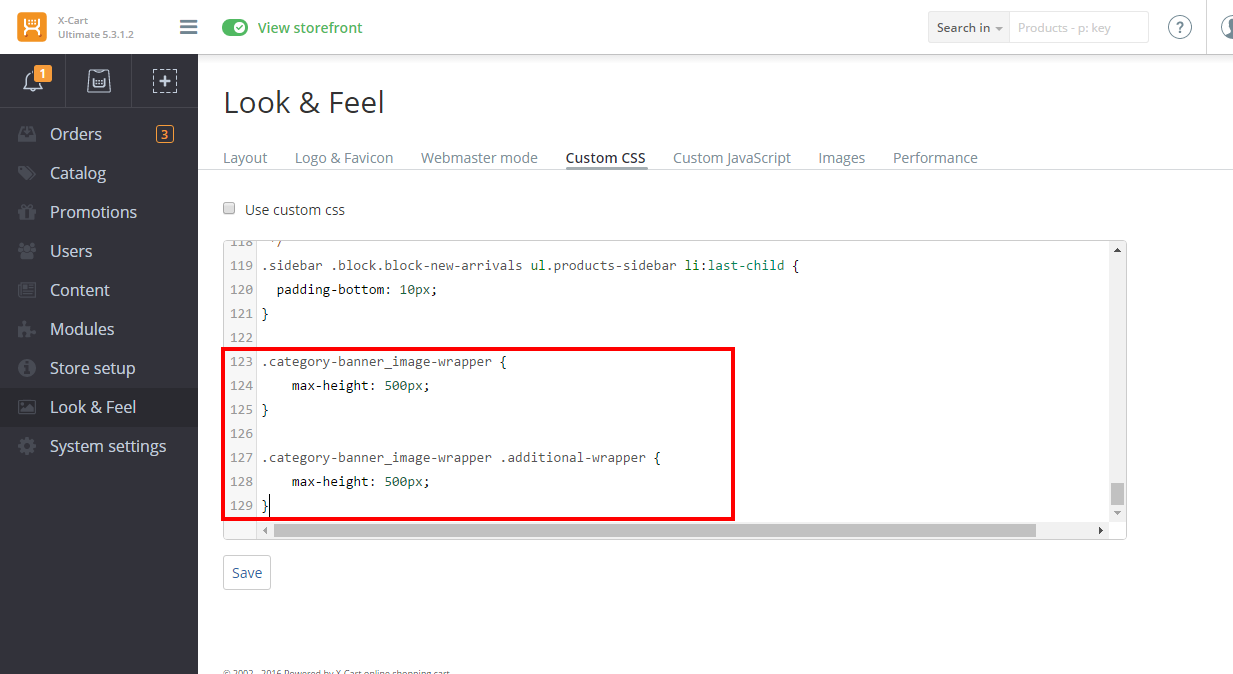 X-Cart
Ultimate 5.3.1.2
View storefront
Search in
Products - p: key
?
1
Orders
3
Catalog
Promotions
Users
Content
Modules
Store setup
Look & Feel
System settings
Look & Feel
Layout Logo & Favicon Webmaster mode Custom CSS Custom JavaScript Images Performance
Use custom css
118 */
119 .sidebar .block.block-new-arrivals ul.products-sidebar li:last-child {
120 padding-bottom: 10px;
121 }
122
123 .category-banner_image-wrapper {
124 max-height: 500px;
125 }
126
127 .category-banner_image-wrapper .additional-wrapper {
128 max-height: 500px;
129 }
Save
© 2002 - 2016 Powered by X-Cart online shopping cart